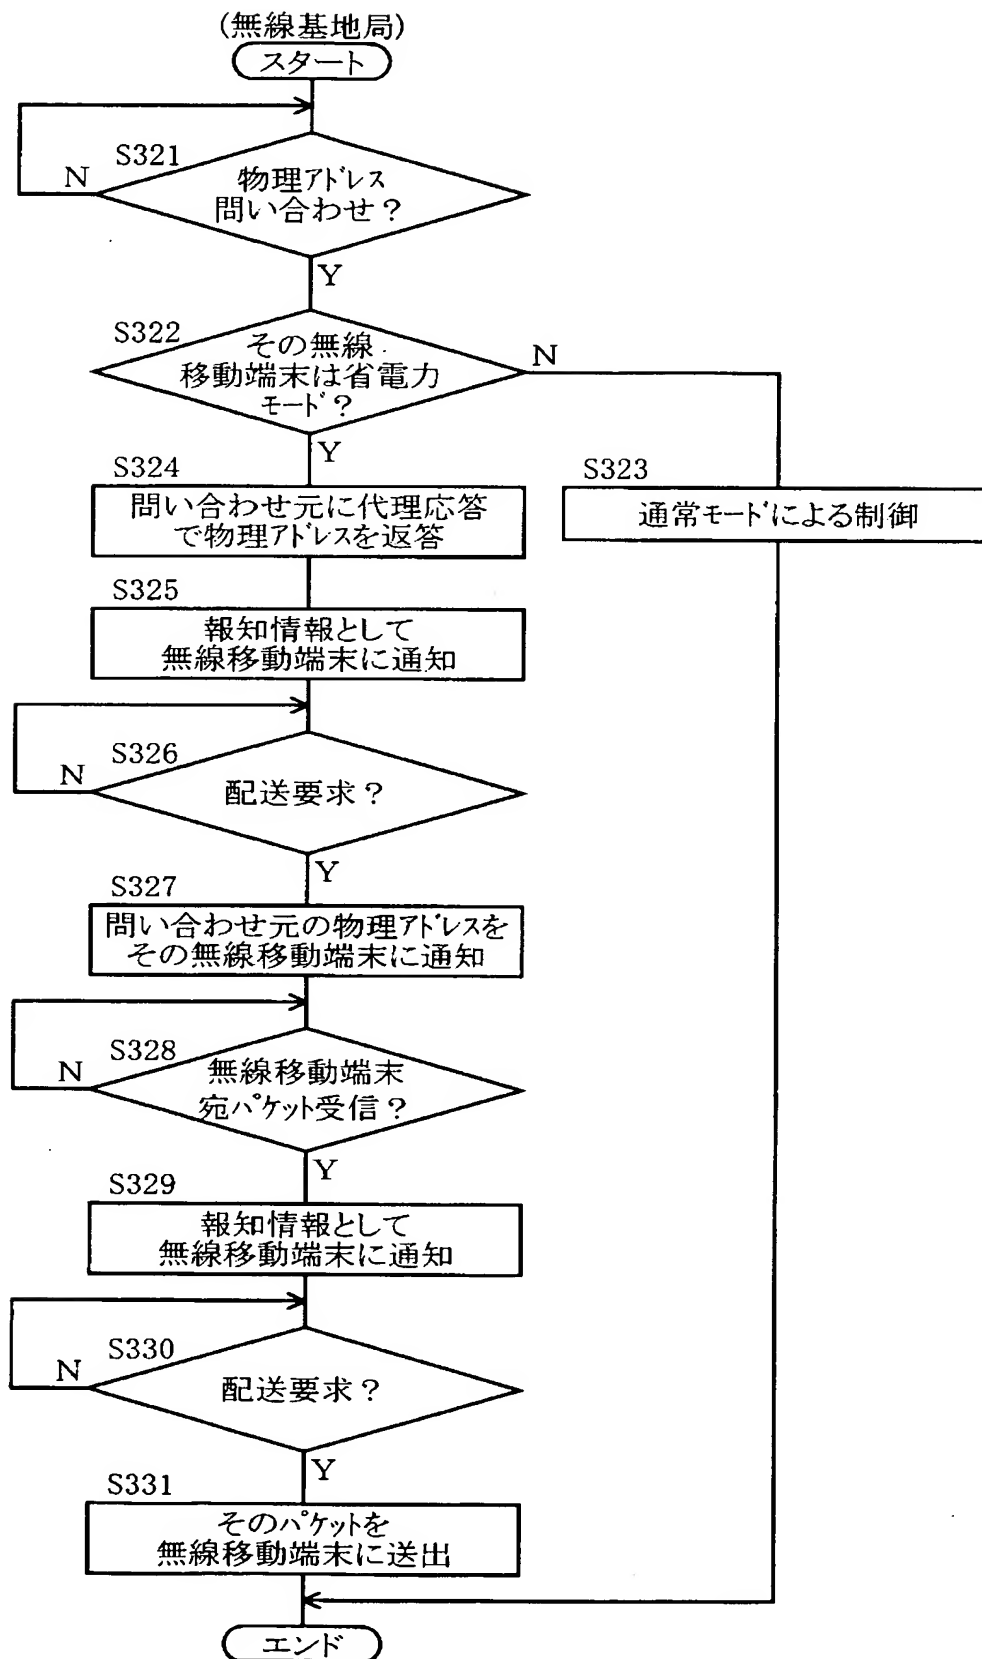 (無線基地局)
スタート
S321
N
物理アドレス
問い合わせ？
Y
S322
その無線
移動端末は省電力
モード？
N
Y
S324
問い合わせ元に代理応答
で物理アドレスを返答
S323
通常モードによる制御
S325
報知情報として
無線移動端末に通知
S326
N
配送要求？
Y
S327
問い合わせ元の物理アドレスを
その無線移動端末に通知
S328
N
無線移動端末
宛パケット受信？
Y
S329
報知情報として
無線移動端末に通知
S330
N
配送要求？
Y
S331
そのパケットを
無線移動端末に送出
エンド